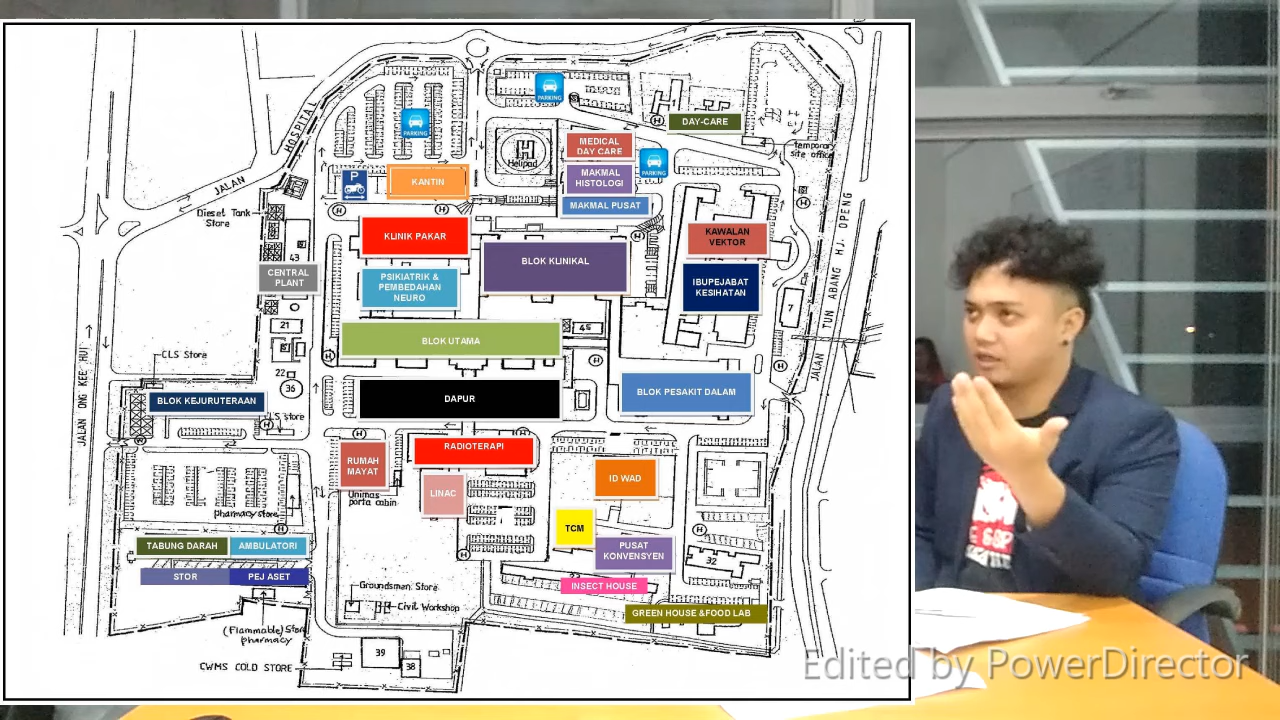 PARKING
PARKING
DAY-CARE
HOSPITAL
JALAN
H
Helipad
MEDICAL
DAY CARE
PARKING
temporary
site office
MAKMAL
HISTOLOGI
P
KANTIN
MAKMAL PUSAT
Diesel Tank
Store
KLINIK PAKAR
KAWALAN
VEKTOR
BLOK KLINIKAL
43
CENTRAL
PLANT
PSIKIATRIK &
PEMBEDAHAN
NEURO
IBUPEJABAT
KESIHATAN
JALAN TUN ABANG HJ. OPENG
7
21
BLOK UTAMA
45
CLS Store
22
36
JALAN ONG KEE HUI
BLOK KEJURUTERAAN
DAPUR
BLOK PESAKIT DALAM
RUMAH
MAYAT
RADIOTERAPI
ID WAD
LINAC
Unimas
porta cabin
pharmacy store
TCM
TABUNG DARAH
AMBULATORI
PUSAT
KONVENSYEN
32
STOR
PEJ ASET
INSECT HOUSE
Groundsmen Store
Civil Workshop
GREEN HOUSE &FOOD LAB
(Flammable) Store
pharmacy
39
38
CWMS COLD STORE
Edited by PowerDirector